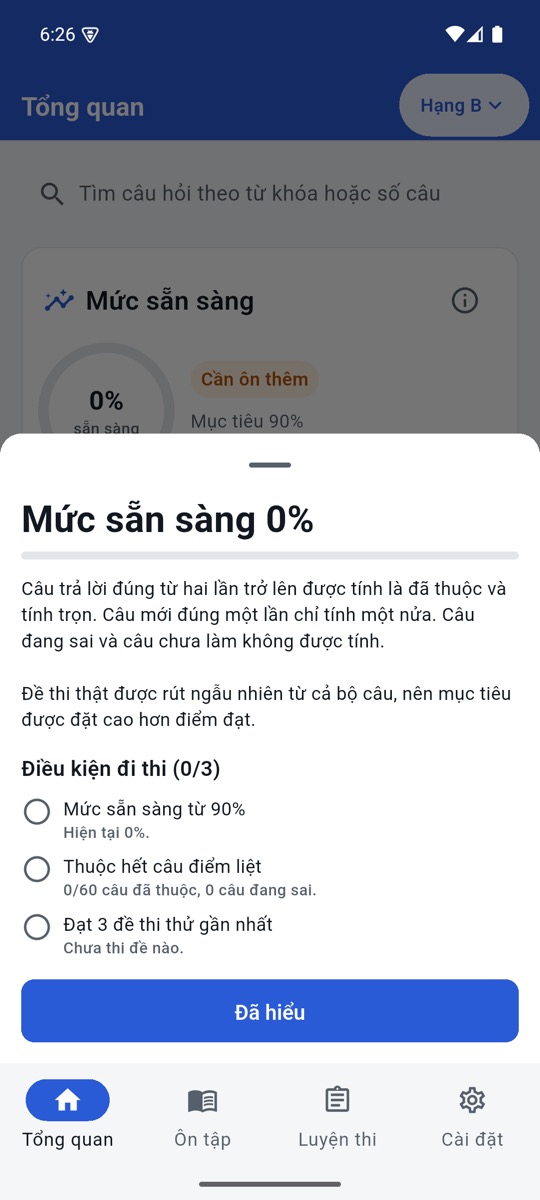 6:26
Tổng quan
Hạng B
Tìm câu hỏi theo từ khóa hoặc số câu
Mức sẵn sàng
0%
sẵn sàng
Cần ôn thêm
Mục tiêu 90%
Mức sẵn sàng 0%
Câu trả lời đúng từ hai lần trở lên được tính là đã thuộc và
tính trọn. Câu mới đúng một lần chỉ tính một nửa. Câu
đang sai và câu chưa làm không được tính.
Đề thi thật được rút ngẫu nhiên từ cả bộ câu, nên mục tiêu
được đặt cao hơn điểm đạt.
Điều kiện đi thi (0/3)
Mức sẵn sàng từ 90%
Hiện tại 0%.
Thuộc hết câu điểm liệt
0/60 câu đã thuộc, 0 câu đang sai.
Đạt 3 đề thi thử gần nhất
Chưa thi đề nào.
Đã hiểu
Tổng quan
Ôn tập
Luyện thi
Cài đặt